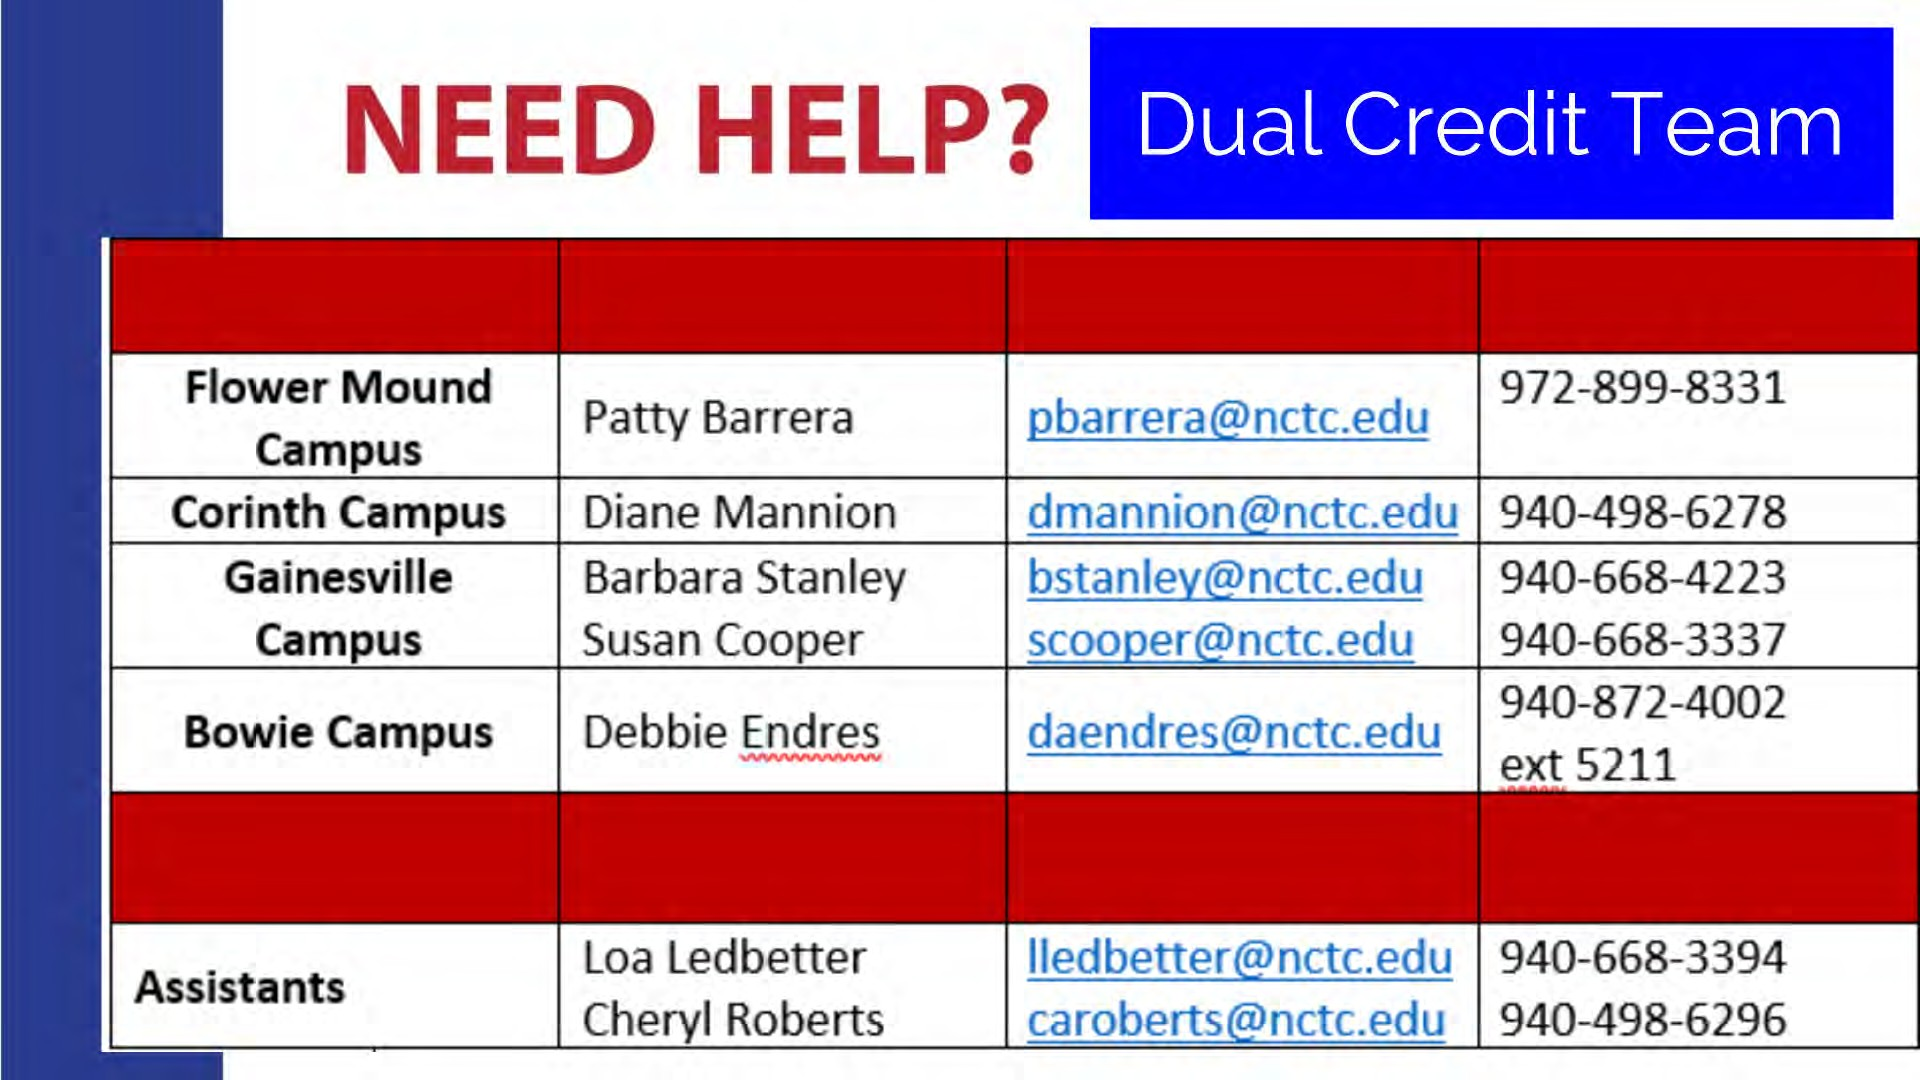 NEED HELP?
Dual Credit Team
Flower Mound
Campus
Patty Barrera
pbarrera@nctc.edu
972-899-8331
Corinth Campus
Diane Mannion
dmannion@nctc.edu
940-498-6278
Gainesville
Campus
Barbara Stanley
Susan Cooper
bstanley@nctc.edu
scooper@nctc.edu
940-668-4223
940-668-3337
Bowie Campus
Debbie Endres
daendres@nctc.edu
940-872-4002
ext 5211
Assistants
Loa Ledbetter
Cheryl Roberts
lledbetter@nctc.edu
caroberts@nctc.edu
940-668-3394
940-498-6296